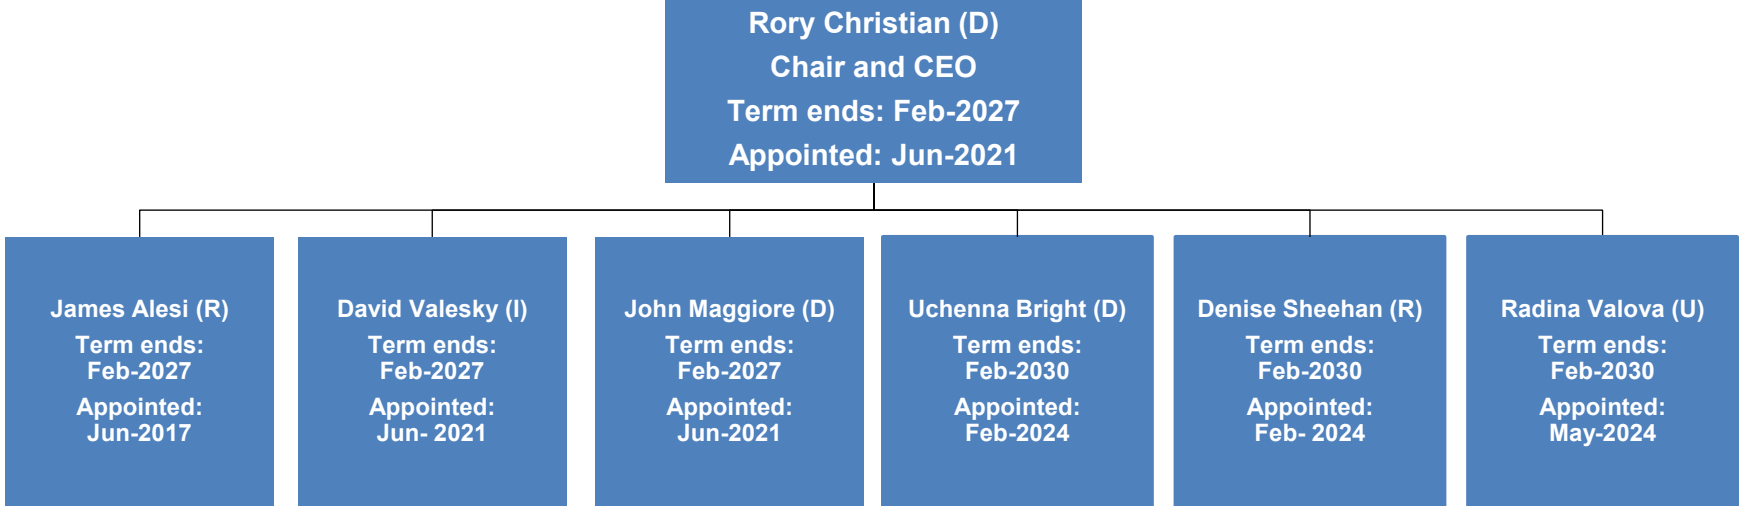 Rory Christian (D)
Chair and CEO
Term ends: Feb-2027
Appointed: Jun-2021
James Alesi (R)
Term ends:
Feb-2027
Appointed:
Jun-2017
David Valesky (I)
Term ends:
Feb-2027
Appointed:
Jun- 2021
John Maggiore (D)
Term ends:
Feb-2027
Appointed:
Jun-2021
Uchenna Bright (D)
Term ends:
Feb-2030
Appointed:
Feb-2024
Denise Sheehan (R)
Term ends:
Feb-2030
Appointed:
Feb- 2024
Radina Valova (U)
Term ends:
Feb-2030
Appointed:
May-2024